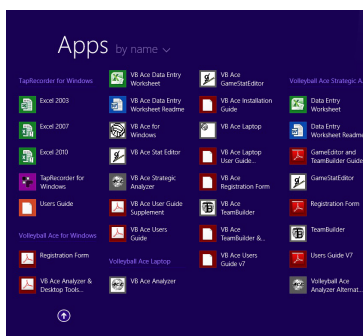 Apps by name
TapRecorder for Windows
Excel 2003
Excel 2007
Excel 2010
TapRecorder for
Windows
Users Guide
Volleyball Ace for Windows
Registration Form
VB Ace Analyzer &
Desktop Tools...
VB Ace Data Entry
Worksheet
VB Ace Data Entry
Worksheet Readme
VB Ace for
Windows
VB Ace Stat Editor
VB Ace Strategic
Analyzer
VB Ace User Guide
Supplement
VB Ace Users
Guide
Volleyball Ace Laptop
VB Ace Analyzer
VB Ace
GameStatEditor
VB Ace Installation
Guide
VB Ace Laptop
VB Ace Laptop
User Guide...
VB Ace
Registration Form
VB Ace
TeamBuilder
VB Ace
TeamBuilder &...
VB Ace Users
Guide v7
Volleyball Ace Strategic A...
Data Entry
Worksheet
Data Entry
Worksheet Readme
GameEditor and
TeamBuilder Guide
GameStatEditor
Registration Form
TeamBuilder
Users Guide V7
Volleyball Ace
Analyzer Alternat...